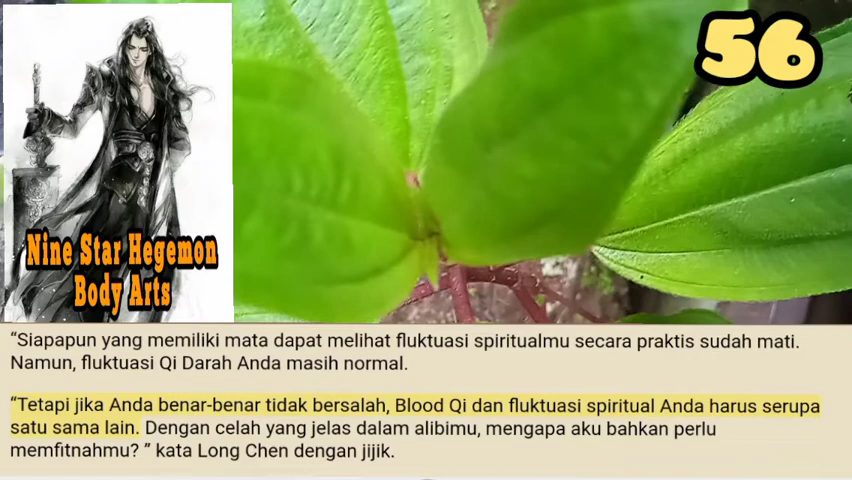 56
Nine Star Hegemon
Body Arts
“Siapapun yang memiliki mata dapat melihat fluktuasi spiritualmu secara praktis sudah mati.
Namun, fluktuasi Qi Darah Anda masih normal.
“Tetapi jika Anda benar-benar tidak bersalah, Blood Qi dan fluktuasi spiritual Anda harus serupa
satu sama lain. Dengan celah yang jelas dalam alibimu, mengapa aku bahkan perlu
memfitnahmu? ” kata Long Chen dengan jijik.